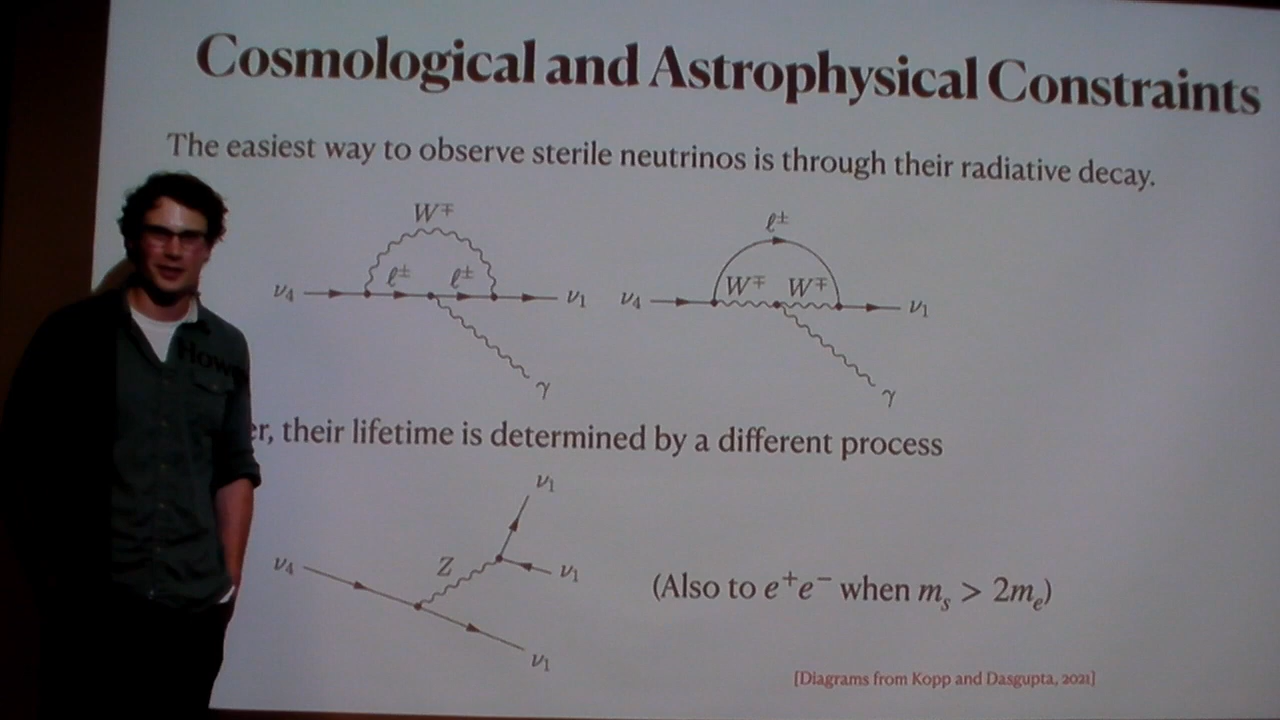 Cosmological and Astrophysical Constraints
The easiest way to observe sterile neutrinos is through their radiative decay.
W∓
ℓ± ℓ±
ν₄ ν₁
γ
ℓ±
W∓ W∓
ν₄ ν₁
γ
How er, their lifetime is determined by a different process
ν₁
Z
ν₄ ν₁
ν₁
(Also to e⁺e⁻ when mₛ > 2mₑ)
[Diagrams from Kopp and Dasgupta, 2021]